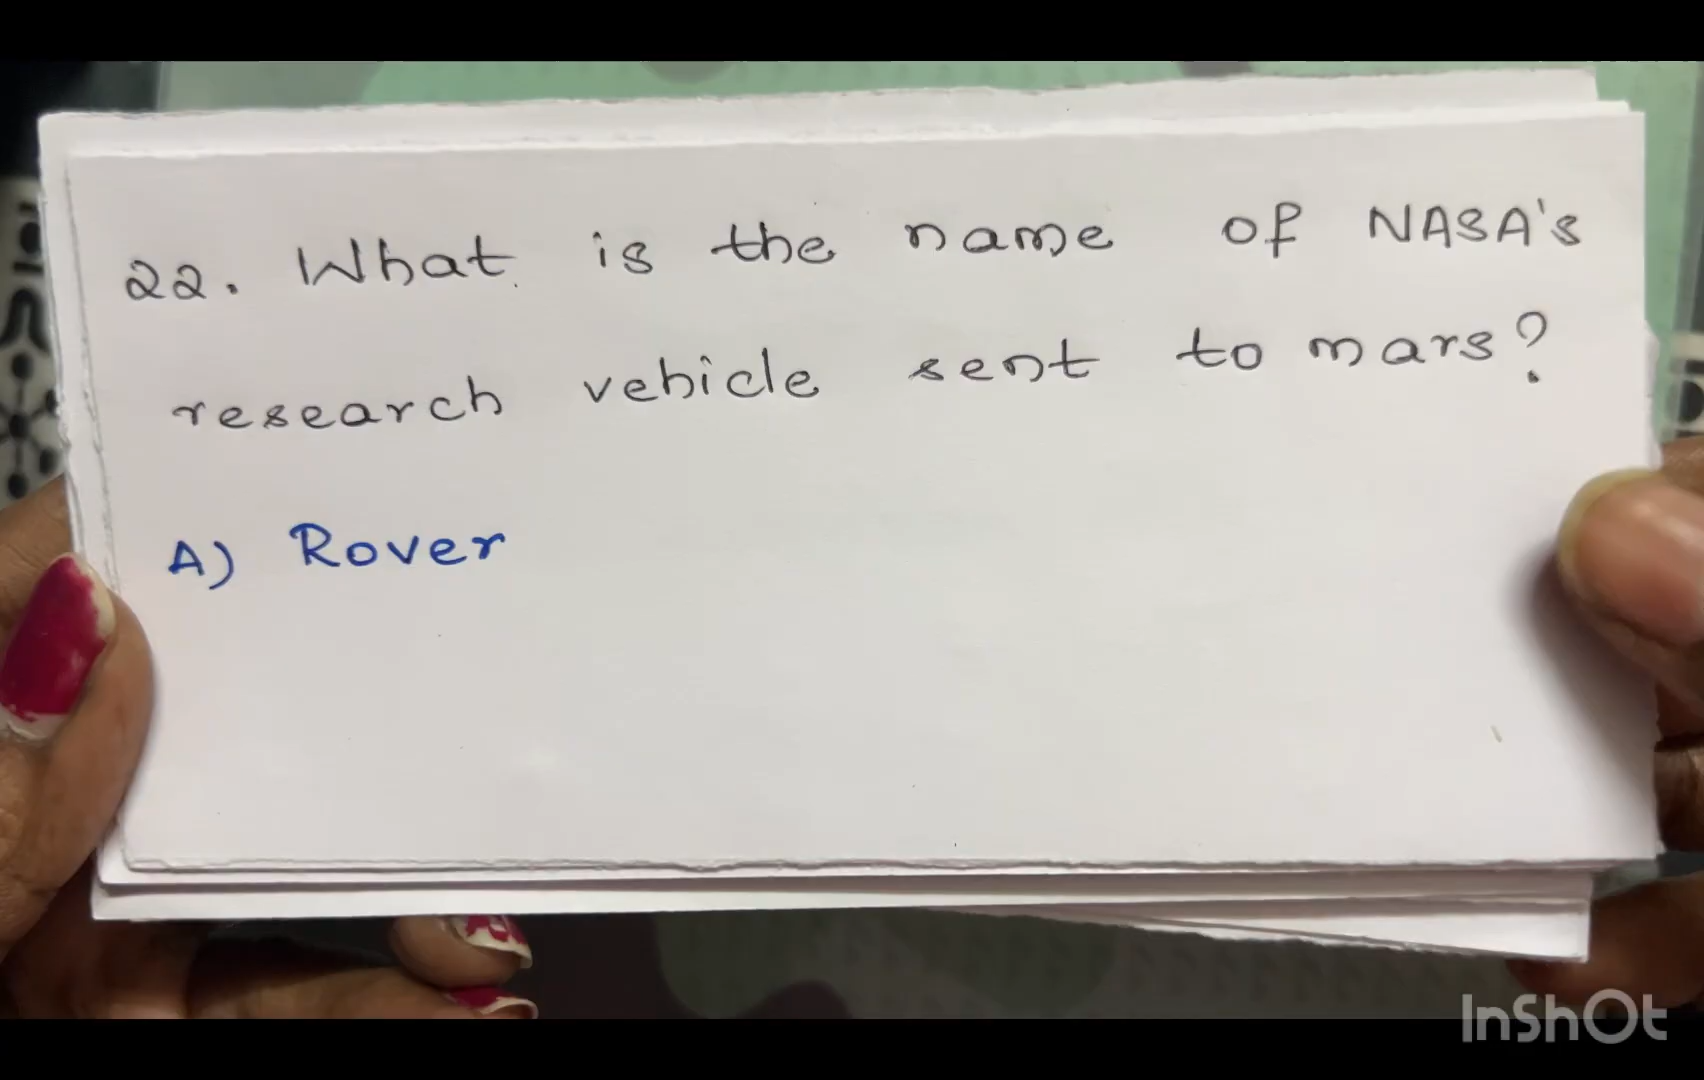 22. What is the name of NASA's
research vehicle sent to mars?
A) Rover
InShOt